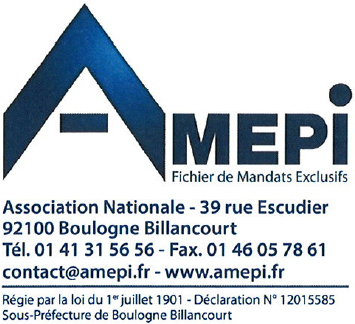 AMEPI
Fichier de Mandats Exclusifs
Association Nationale - 39 rue Escudier
92100 Boulogne Billancourt
Tél. 01 41 31 56 56 - Fax. 01 46 05 78 61
contact@amepi.fr - www.amepi.fr
Régie par la loi du 1er juillet 1901 - Déclaration N° 12015585
Sous-Préfecture de Boulogne Billancourt